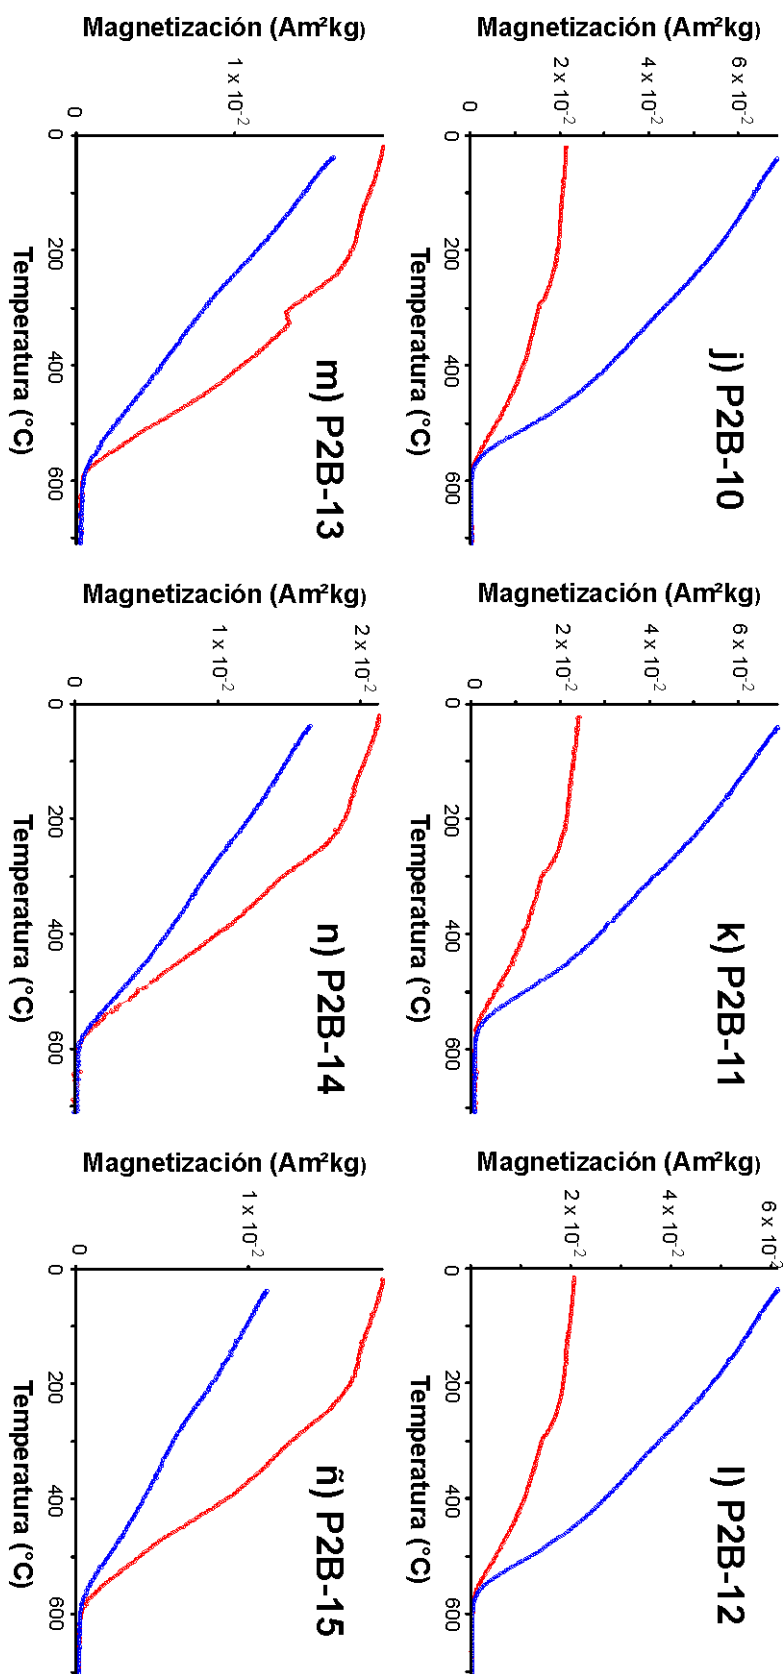 j) P2B-10
Magnetización (Am²kg)
6 x 10⁻²
4 x 10⁻²
2 x 10⁻²
0
0 200 400 600
Temperatura (°C)
k) P2B-11
Magnetización (Am²kg)
6 x 10⁻²
4 x 10⁻²
2 x 10⁻²
0
0 200 400 600
Temperatura (°C)
l) P2B-12
Magnetización (Am²kg)
6 x 10⁻²
4 x 10⁻²
2 x 10⁻²
0 200 400 600
Temperatura (°C)
m) P2B-13
Magnetización (Am²kg)
1 x 10⁻²
0
0 200 400 600
Temperatura (°C)
n) P2B-14
Magnetización (Am²kg)
2 x 10⁻²
1 x 10⁻²
0
0 200 400 600
Temperatura (°C)
ñ) P2B-15
Magnetización (Am²kg)
1 x 10⁻²
0
0 200 400 600
Temperatura (°C)